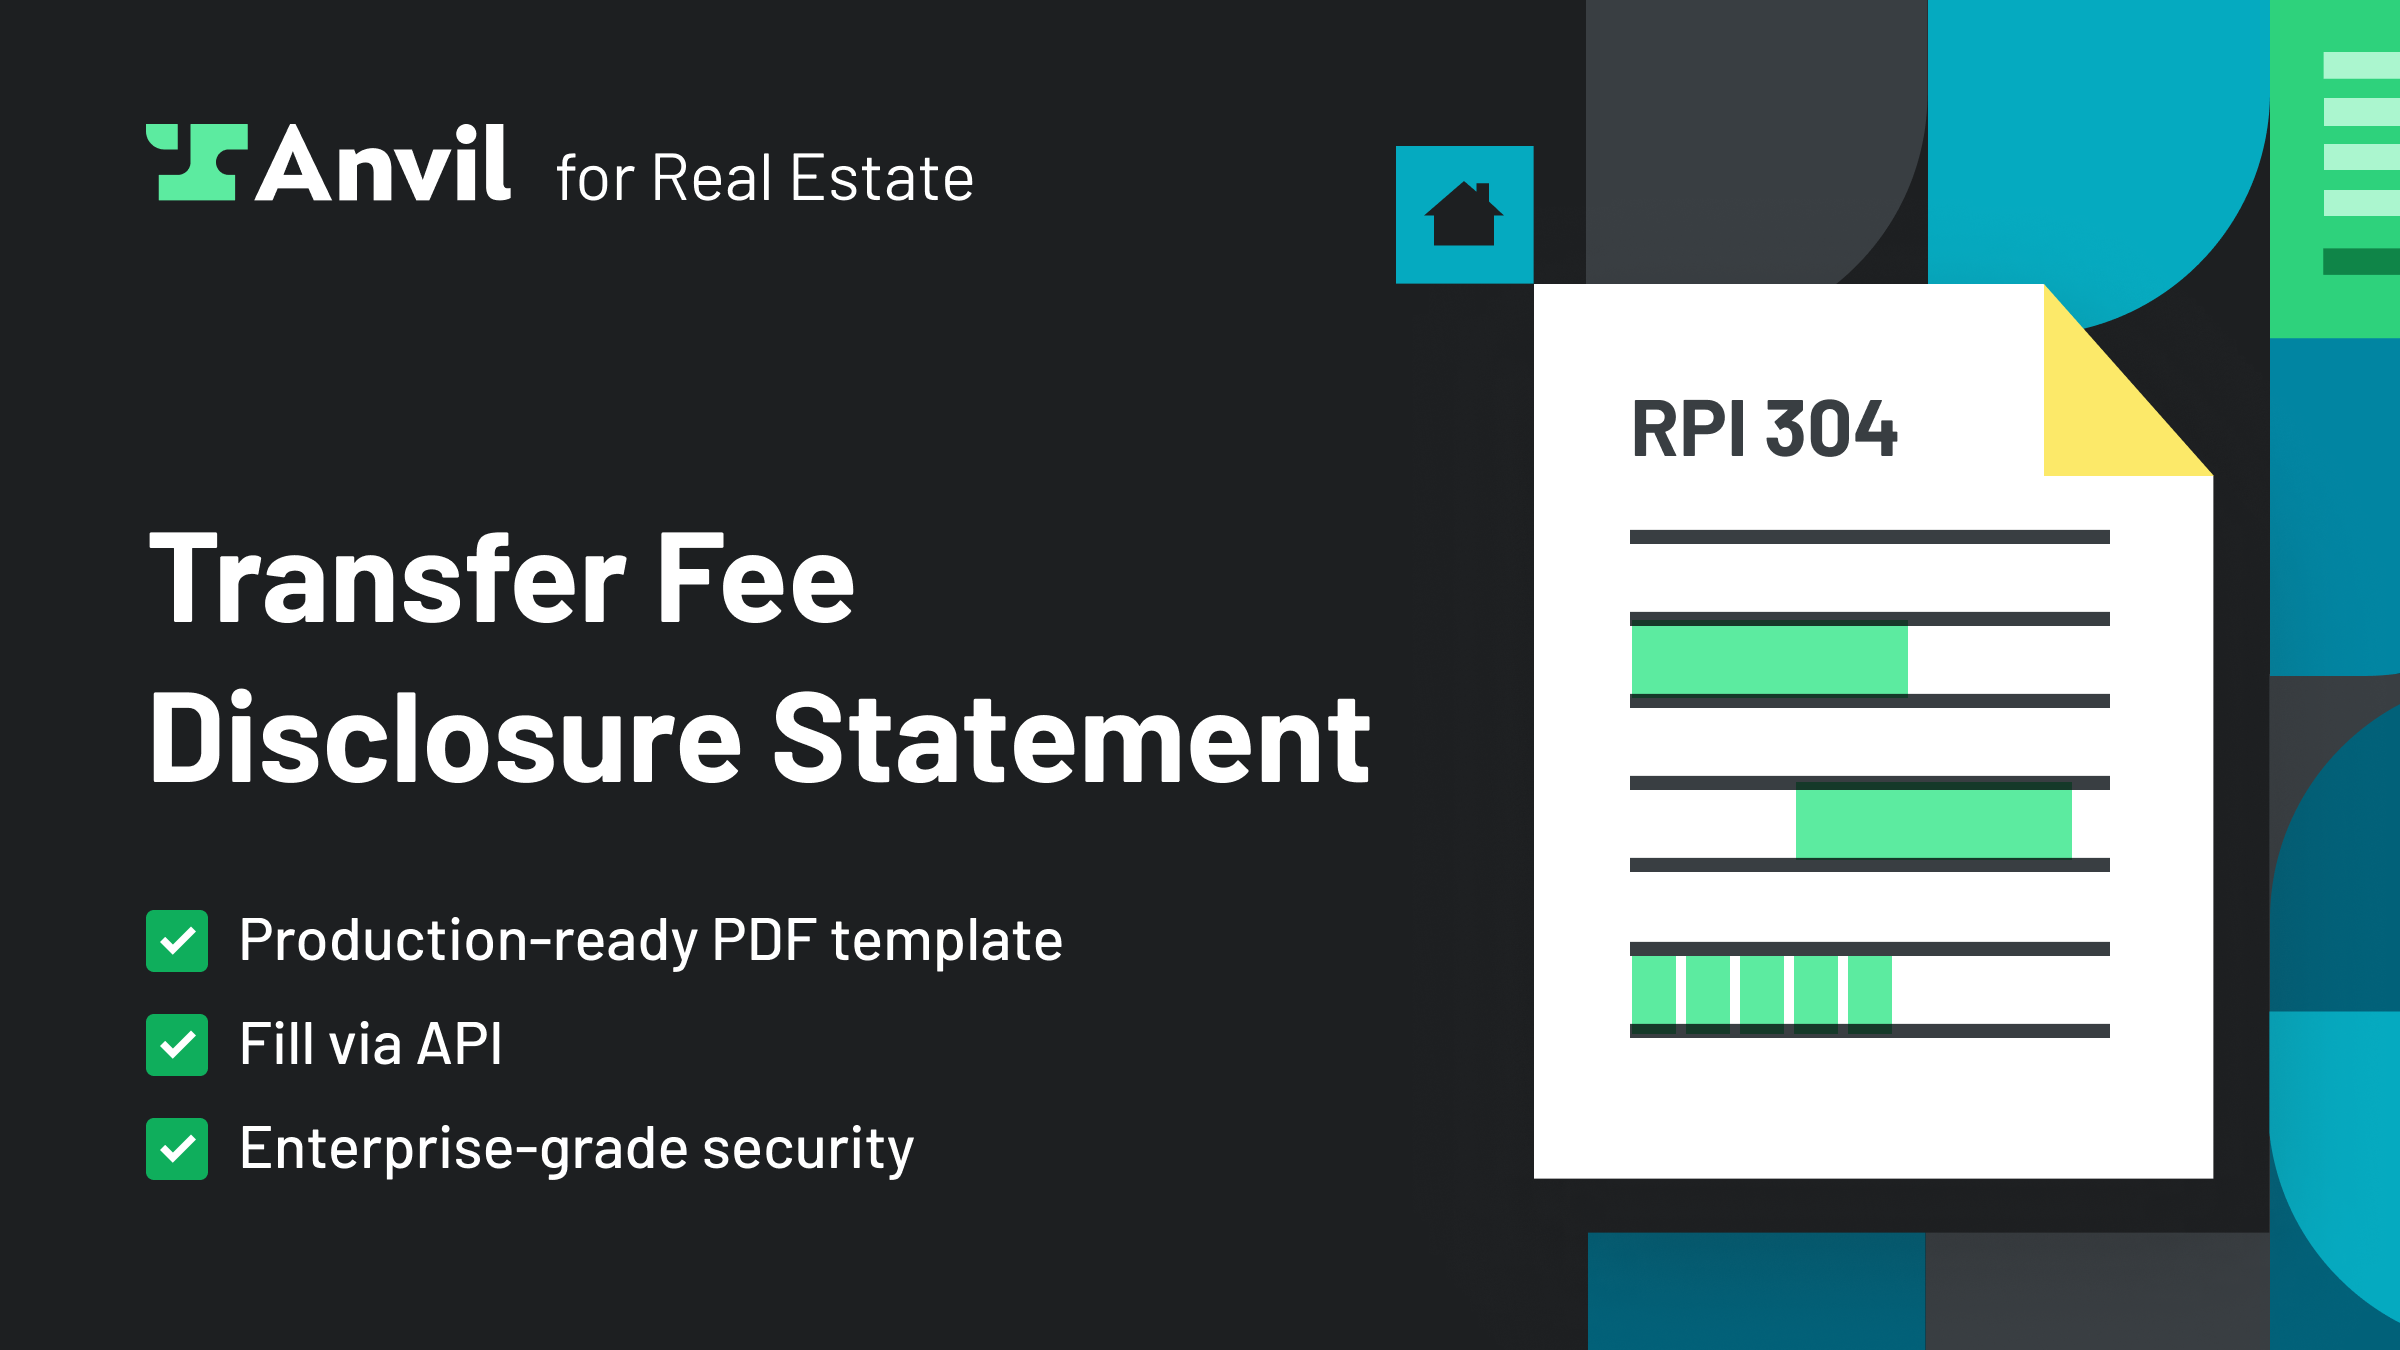 Anvil for Real Estate
RPI 304
Transfer Fee
Disclosure Statement
Production-ready PDF template
Fill via API
Enterprise-grade security